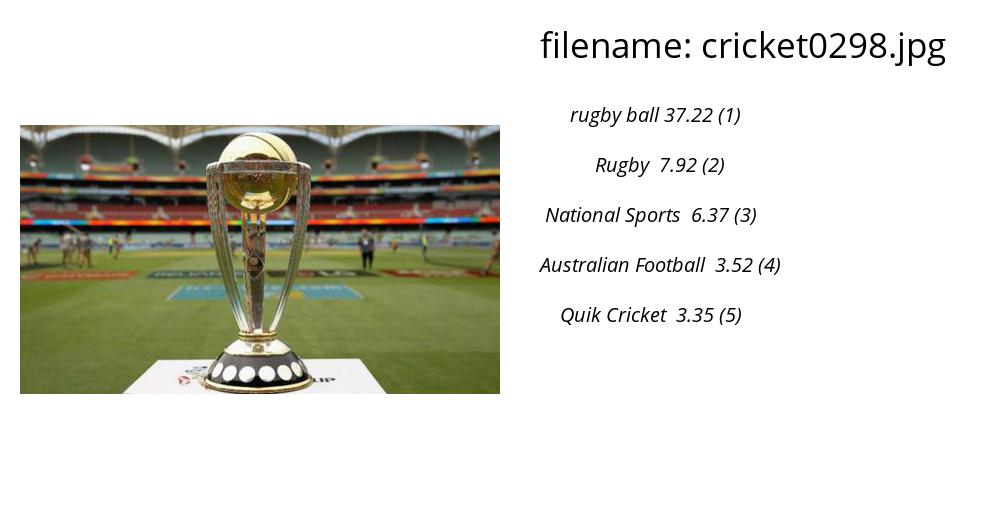 filename: cricket0298.jpg
rugby ball 37.22 (1)
Rugby 7.92 (2)
National Sports 6.37 (3)
Australian Football 3.52 (4)
Quik Cricket 3.35 (5)
UP